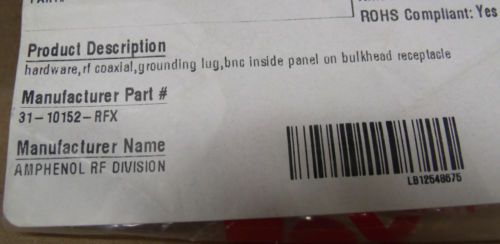 ROHS Compliant: Yes
Product Description
hardware,rf coaxial,grounding lug,bnc inside panel on bulkhead receptacle
Manufacturer Part #
31-10152-RFX
Manufacturer Name
AMPHENOL RF DIVISION
LB12548675